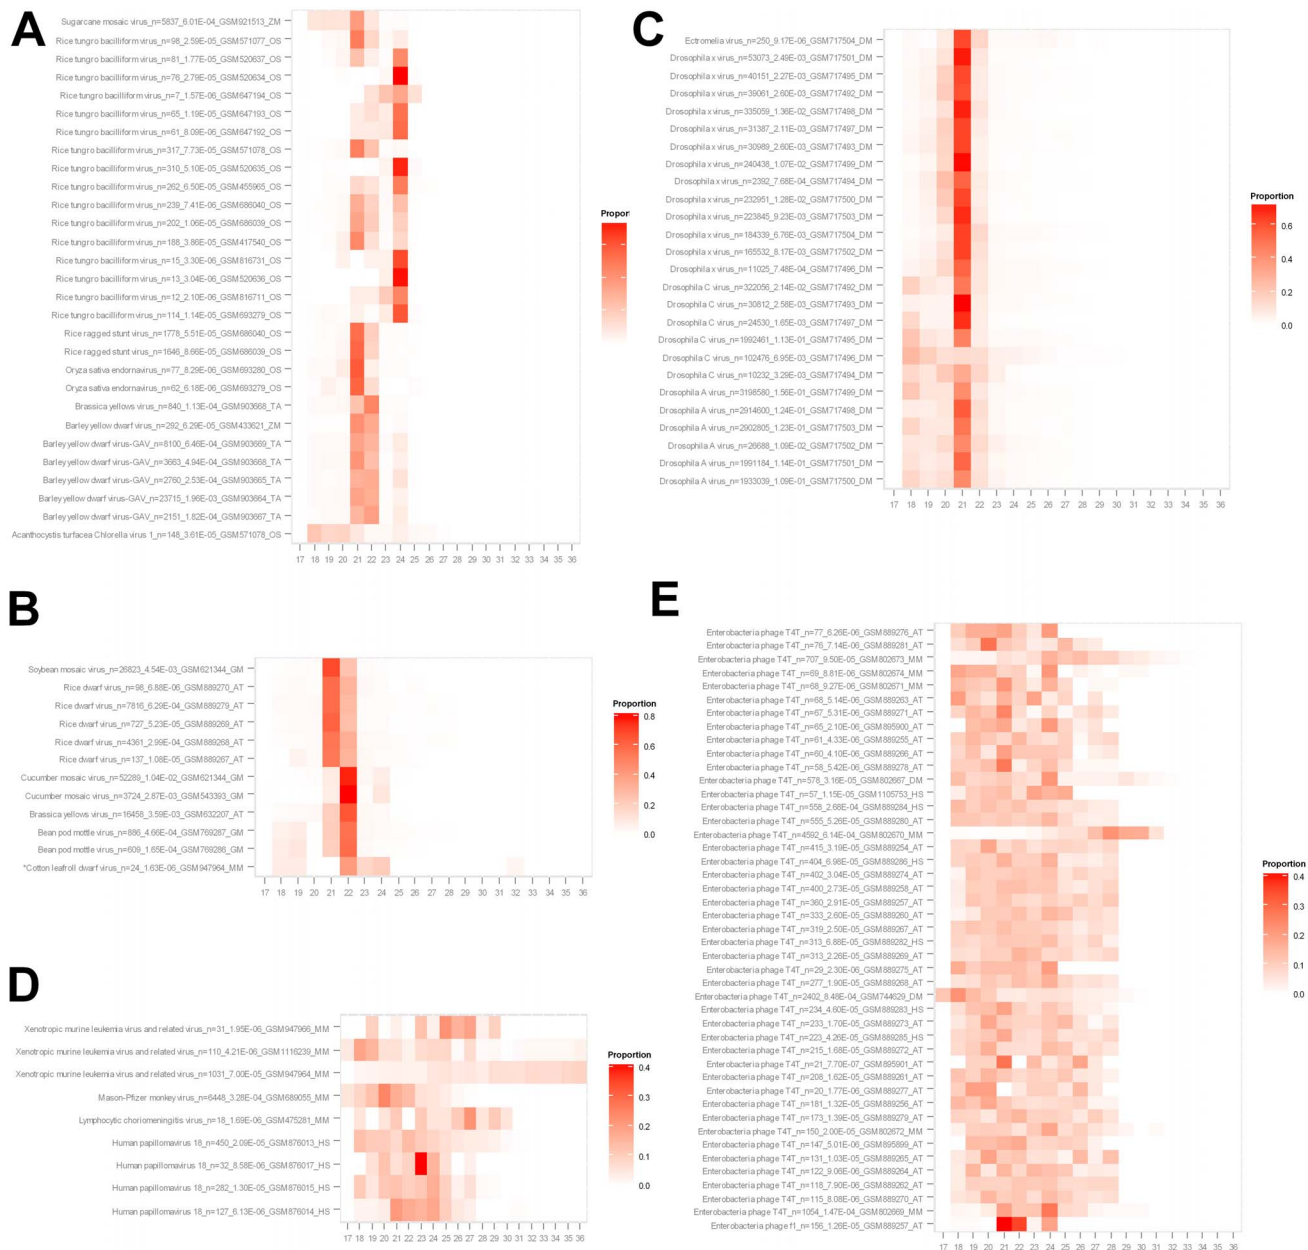 A
Sugarcane mosaic virus_n=5837_6.01E-04_GSM921513_ZM
Rice tungro bacilliform virus_n=98_2.59E-05_GSM571077_OS
Rice tungro bacilliform virus_n=81_1.77E-05_GSM520637_OS
Rice tungro bacilliform virus_n=76_2.79E-05_GSM520634_OS
Rice tungro bacilliform virus_n=7_1.57E-06_GSM647194_OS
Rice tungro bacilliform virus_n=65_1.19E-05_GSM647193_OS
Rice tungro bacilliform virus_n=61_8.09E-06_GSM647192_OS
Rice tungro bacilliform virus_n=317_7.73E-05_GSM571078_OS
Rice tungro bacilliform virus_n=310_5.10E-05_GSM520635_OS
Rice tungro bacilliform virus_n=262_6.50E-05_GSM455965_OS
Rice tungro bacilliform virus_n=239_7.41E-06_GSM686040_OS
Rice tungro bacilliform virus_n=202_1.06E-05_GSM686039_OS
Rice tungro bacilliform virus_n=188_3.86E-05_GSM417540_OS
Rice tungro bacilliform virus_n=15_3.30E-06_GSM816731_OS
Rice tungro bacilliform virus_n=13_3.04E-06_GSM520636_OS
Rice tungro bacilliform virus_n=12_2.10E-06_GSM816711_OS
Rice tungro bacilliform virus_n=114_1.14E-05_GSM693279_OS
Rice ragged stunt virus_n=1778_5.51E-05_GSM686040_OS
Rice ragged stunt virus_n=1646_8.66E-05_GSM686039_OS
Oryza sativa endornavirus_n=77_8.29E-06_GSM693280_OS
Oryza sativa endornavirus_n=62_6.18E-06_GSM693279_OS
Brassica yellows virus_n=840_1.13E-04_GSM903668_TA
Barley yellow dwarf virus_n=292_6.29E-05_GSM433621_ZM
Barley yellow dwarf virus-GAV_n=8100_6.46E-04_GSM903669_TA
Barley yellow dwarf virus-GAV_n=3663_4.94E-04_GSM903668_TA
Barley yellow dwarf virus-GAV_n=2760_2.53E-04_GSM903665_TA
Barley yellow dwarf virus-GAV_n=23715_1.96E-03_GSM903664_TA
Barley yellow dwarf virus-GAV_n=2151_1.82E-04_GSM903667_TA
Acanthocystis turfacea Chlorella virus 1_n=148_3.61E-05_GSM571078_OS
17 18 19 20 21 22 23 24 25 26 27 28 29 30 31 32 33 34 35 36
Propor
B
Soybean mosaic virus_n=26823_4.54E-03_GSM621344_GM
Rice dwarf virus_n=98_6.88E-06_GSM889270_AT
Rice dwarf virus_n=7816_6.29E-04_GSM889279_AT
Rice dwarf virus_n=727_5.23E-05_GSM889269_AT
Rice dwarf virus_n=4361_2.99E-04_GSM889268_AT
Rice dwarf virus_n=137_1.08E-05_GSM889267_AT
Cucumber mosaic virus_n=52289_1.04E-02_GSM621344_GM
Cucumber mosaic virus_n=3724_2.87E-03_GSM543393_GM
Brassica yellows virus_n=16458_3.59E-03_GSM632207_AT
Bean pod mottle virus_n=886_4.66E-04_GSM769287_GM
Bean pod mottle virus_n=609_1.65E-04_GSM769286_GM
*Cotton leafroll dwarf virus_n=24_1.63E-06_GSM947964_MM
17 18 19 20 21 22 23 24 25 26 27 28 29 30 31 32 33 34 35 36
Proportion
0.8
0.6
0.4
0.2
0.0
D
Xenotropic murine leukemia virus and related virus_n=31_1.95E-06_GSM947966_MM
Xenotropic murine leukemia virus and related virus_n=110_4.21E-06_GSM1116239_MM
Xenotropic murine leukemia virus and related virus_n=1031_7.00E-05_GSM947964_MM
Mason-Pfizer monkey virus_n=6448_3.28E-04_GSM689055_MM
Lymphocytic choriomeningitis virus_n=18_1.69E-06_GSM475281_MM
Human papillomavirus 18_n=450_2.09E-05_GSM876013_HS
Human papillomavirus 18_n=32_8.58E-06_GSM876017_HS
Human papillomavirus 18_n=282_1.30E-05_GSM876015_HS
Human papillomavirus 18_n=127_6.13E-06_GSM876014_HS
17 18 19 20 21 22 23 24 25 26 27 28 29 30 31 32 33 34 35 36
Proportion
0.4
0.3
0.2
0.1
0.0
C
Ectromelia virus_n=250_9.17E-06_GSM717504_DM
Drosophila x virus_n=53073_2.49E-03_GSM717501_DM
Drosophila x virus_n=40151_2.27E-03_GSM717495_DM
Drosophila x virus_n=39061_2.60E-03_GSM717492_DM
Drosophila x virus_n=335059_1.36E-02_GSM717498_DM
Drosophila x virus_n=31387_2.11E-03_GSM717497_DM
Drosophila x virus_n=30989_2.60E-03_GSM717493_DM
Drosophila x virus_n=240438_1.07E-02_GSM717499_DM
Drosophila x virus_n=2392_7.68E-04_GSM717494_DM
Drosophila x virus_n=232951_1.28E-02_GSM717500_DM
Drosophila x virus_n=223845_9.23E-03_GSM717503_DM
Drosophila x virus_n=184339_6.76E-03_GSM717504_DM
Drosophila x virus_n=165532_8.17E-03_GSM717502_DM
Drosophila x virus_n=11025_7.48E-04_GSM717496_DM
Drosophila C virus_n=322056_2.14E-02_GSM717492_DM
Drosophila C virus_n=30812_2.58E-03_GSM717493_DM
Drosophila C virus_n=24530_1.65E-03_GSM717497_DM
Drosophila C virus_n=1992461_1.13E-01_GSM717495_DM
Drosophila C virus_n=102476_6.95E-03_GSM717496_DM
Drosophila C virus_n=10232_3.29E-03_GSM717494_DM
Drosophila A virus_n=3198580_1.56E-01_GSM717499_DM
Drosophila A virus_n=2914600_1.24E-01_GSM717498_DM
Drosophila A virus_n=2902805_1.23E-01_GSM717503_DM
Drosophila A virus_n=26688_1.09E-02_GSM717502_DM
Drosophila A virus_n=1991184_1.14E-01_GSM717501_DM
Drosophila A virus_n=1933039_1.09E-01_GSM717500_DM
17 18 19 20 21 22 23 24 25 26 27 28 29 30 31 32 33 34 35 36
Proportion
0.6
0.4
0.2
0.0
E
Enterobacteria phage T4T_n=77_6.26E-06_GSM889276_AT
Enterobacteria phage T4T_n=76_7.14E-06_GSM889281_AT
Enterobacteria phage T4T_n=707_9.50E-05_GSM802673_MM
Enterobacteria phage T4T_n=69_8.81E-06_GSM802674_MM
Enterobacteria phage T4T_n=68_9.27E-06_GSM802671_MM
Enterobacteria phage T4T_n=68_5.14E-06_GSM889263_AT
Enterobacteria phage T4T_n=67_5.31E-06_GSM889271_AT
Enterobacteria phage T4T_n=65_2.10E-06_GSM895900_AT
Enterobacteria phage T4T_n=61_4.33E-06_GSM889255_AT
Enterobacteria phage T4T_n=60_4.10E-06_GSM889266_AT
Enterobacteria phage T4T_n=58_5.42E-06_GSM889278_AT
Enterobacteria phage T4T_n=578_3.16E-05_GSM802667_DM
Enterobacteria phage T4T_n=57_1.15E-05_GSM1105753_HS
Enterobacteria phage T4T_n=558_2.68E-04_GSM889284_HS
Enterobacteria phage T4T_n=555_5.26E-05_GSM889280_AT
Enterobacteria phage T4T_n=4592_6.14E-04_GSM802670_MM
Enterobacteria phage T4T_n=415_3.19E-05_GSM889254_AT
Enterobacteria phage T4T_n=404_6.98E-05_GSM889286_HS
Enterobacteria phage T4T_n=402_3.04E-05_GSM889274_AT
Enterobacteria phage T4T_n=400_2.73E-05_GSM889258_AT
Enterobacteria phage T4T_n=360_2.91E-05_GSM889257_AT
Enterobacteria phage T4T_n=333_2.60E-05_GSM889260_AT
Enterobacteria phage T4T_n=319_2.50E-05_GSM889267_AT
Enterobacteria phage T4T_n=313_6.88E-05_GSM889282_HS
Enterobacteria phage T4T_n=313_2.26E-05_GSM889269_AT
Enterobacteria phage T4T_n=29_2.30E-06_GSM889275_AT
Enterobacteria phage T4T_n=277_1.90E-05_GSM889268_AT
Enterobacteria phage T4T_n=2402_8.48E-04_GSM744629_DM
Enterobacteria phage T4T_n=234_4.60E-05_GSM889283_HS
Enterobacteria phage T4T_n=233_1.70E-05_GSM889273_AT
Enterobacteria phage T4T_n=223_4.26E-05_GSM889285_HS
Enterobacteria phage T4T_n=215_1.68E-05_GSM889272_AT
Enterobacteria phage T4T_n=21_7.70E-07_GSM895901_AT
Enterobacteria phage T4T_n=208_1.62E-05_GSM889261_AT
Enterobacteria phage T4T_n=20_1.77E-06_GSM889277_AT
Enterobacteria phage T4T_n=181_1.32E-05_GSM889256_AT
Enterobacteria phage T4T_n=173_1.39E-05_GSM889279_AT
Enterobacteria phage T4T_n=150_2.00E-05_GSM802672_MM
Enterobacteria phage T4T_n=147_5.01E-06_GSM895899_AT
Enterobacteria phage T4T_n=131_1.03E-05_GSM889265_AT
Enterobacteria phage T4T_n=122_9.06E-06_GSM889264_AT
Enterobacteria phage T4T_n=118_7.90E-06_GSM889262_AT
Enterobacteria phage T4T_n=115_8.08E-06_GSM889270_AT
Enterobacteria phage T4T_n=1054_1.47E-04_GSM802669_MM
Enterobacteria phage f1_n=156_1.26E-05_GSM889257_AT
17 18 19 20 21 22 23 24 25 26 27 28 29 30 31 32 33 34 35 36
Proportion
0.4
0.3
0.2
0.1
0.0